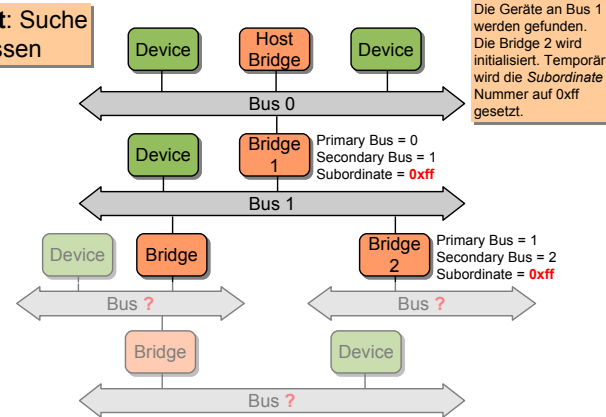 t: Suche
ssen
Die Geräte an Bus 1
werden gefunden.
Die Bridge 2 wird
initialisiert. Temporär
wird die Subordinate
Nummer auf 0xff
gesetzt.
Device
Host
Bridge
Device
Bus 0
Device
Bridge
1
Primary Bus = 0
Secondary Bus = 1
Subordinate = 0xff
Bus 1
Device
Bridge
Bridge
2
Primary Bus = 1
Secondary Bus = 2
Subordinate = 0xff
Bus ?
Bus ?
Bridge
Device
Bus ?